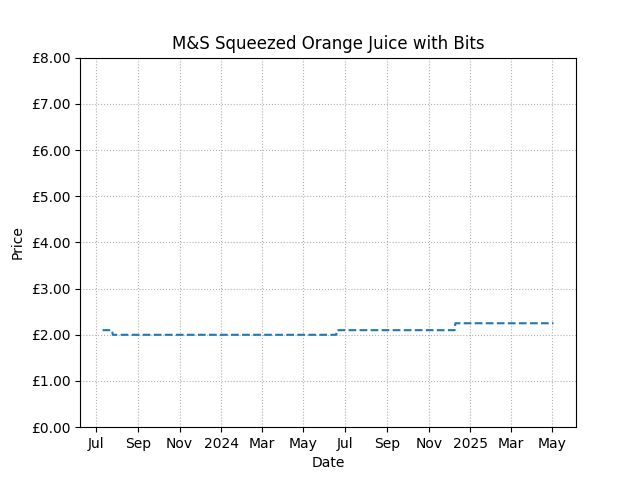 M&S Squeezed Orange Juice with Bits
£8.00
£7.00
£6.00
£5.00
£4.00
£3.00
£2.00
£1.00
£0.00
Price
Jul Sep Nov 2024 Mar May Jul Sep Nov 2025 Mar May
Date